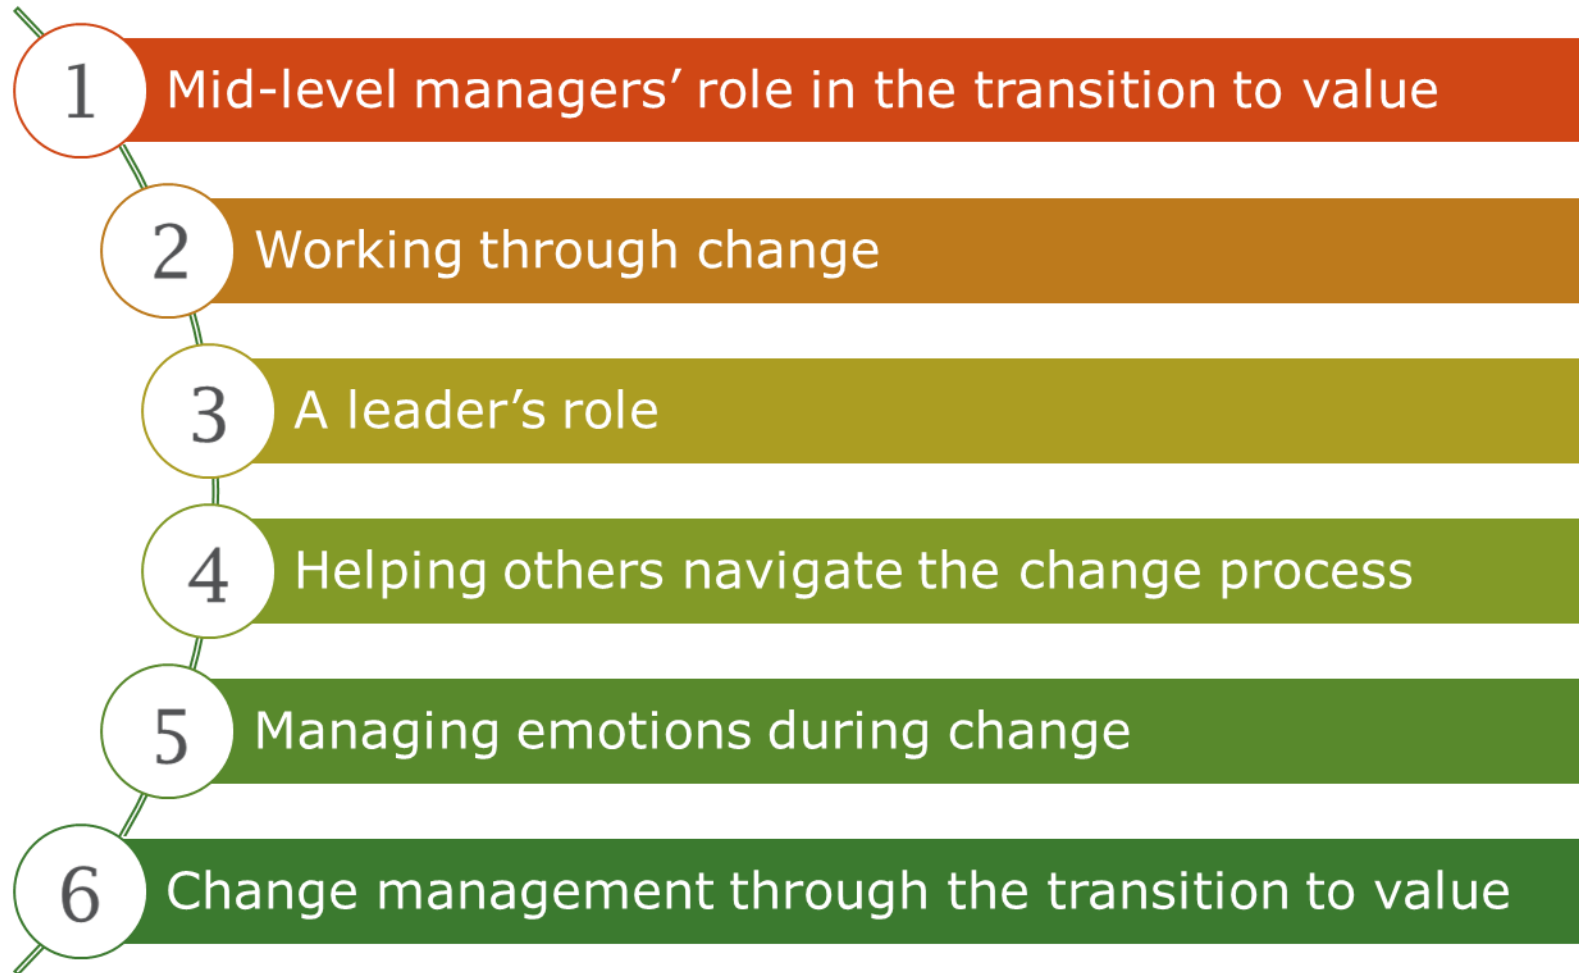 1 Mid-level managers’ role in the transition to value
2 Working through change
3 A leader’s role
4 Helping others navigate the change process
5 Managing emotions during change
6 Change management through the transition to value